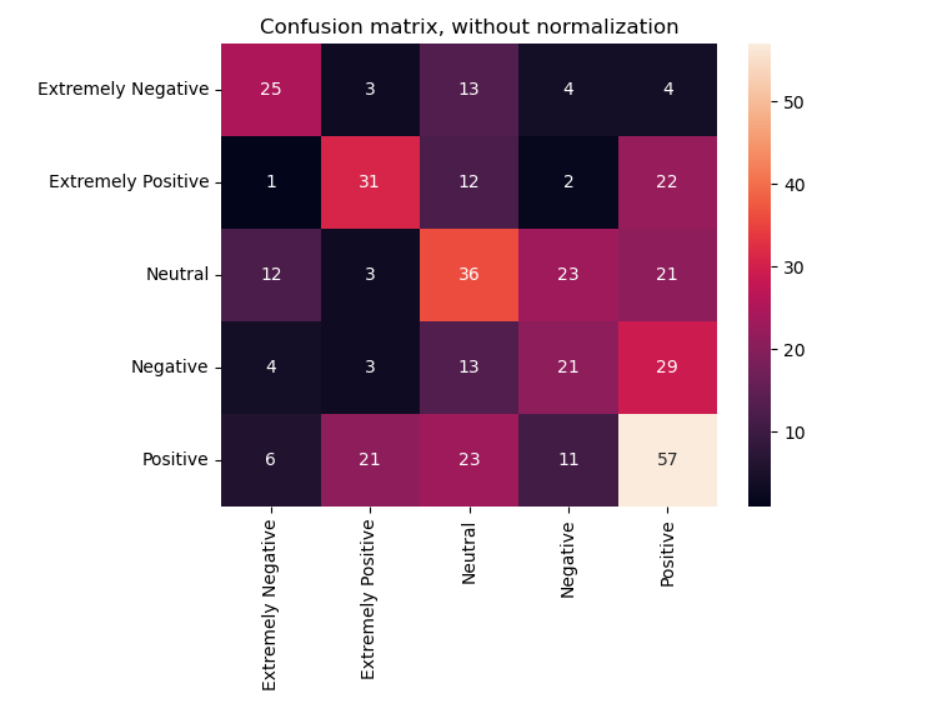 Confusion matrix, without normalization
Extremely Negative 25 3 13 4 4
50
Extremely Positive 1 31 12 2 22
40
Neutral 12 3 36 23 21
30
Negative 4 3 13 21 29
20
Positive 6 21 23 11 57
10
Extremely Negative
Extremely Positive
Neutral
Negative
Positive